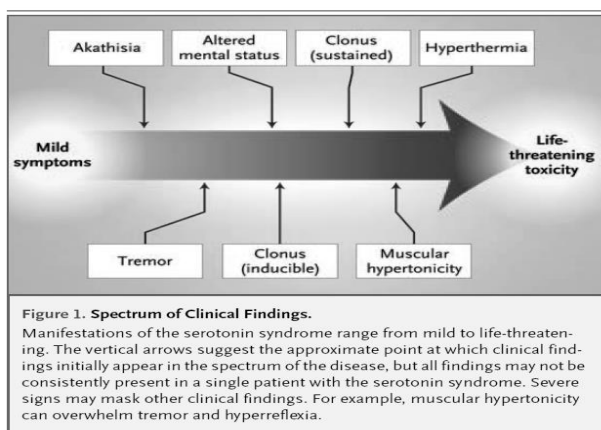 Akathisia
Altered
mental status
Clonus
(sustained)
Hyperthermia
Mild
symptoms
Life-
threatening
toxicity
Tremor
Clonus
(inducible)
Muscular
hypertonicity
Figure 1. Spectrum of Clinical Findings.
Manifestations of the serotonin syndrome range from mild to life-threaten-
ing. The vertical arrows suggest the approximate point at which clinical find-
ings initially appear in the spectrum of the disease, but all findings may not be
consistently present in a single patient with the serotonin syndrome. Severe
signs may mask other clinical findings. For example, muscular hypertonicity
can overwhelm tremor and hyperreflexia.